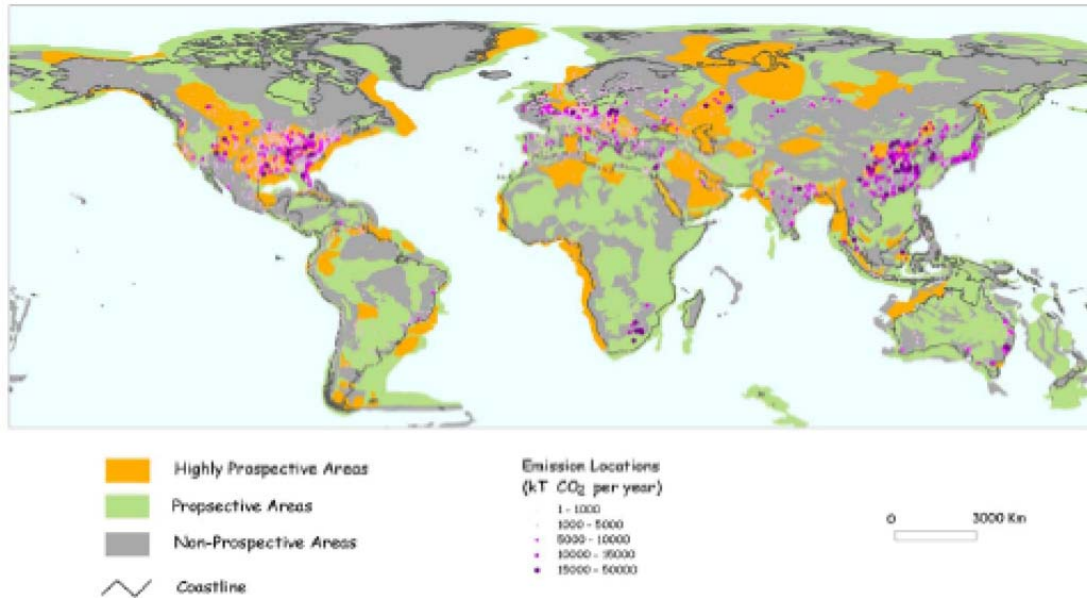 Highly Prospective Areas
Propsective Areas
Non-Prospective Areas
Coastline
Emission Locations
(kT CO₂ per year)
1 - 1000
1000 - 5000
5000 - 10000
10000 - 15000
15000 - 50000
0 3000 Km